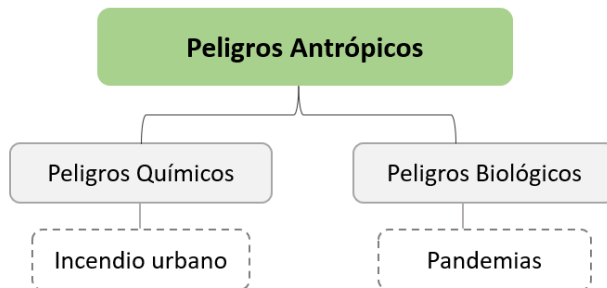 Peligros Antrópicos
Peligros Químicos
Peligros Biológicos
Incendio urbano
Pandemias